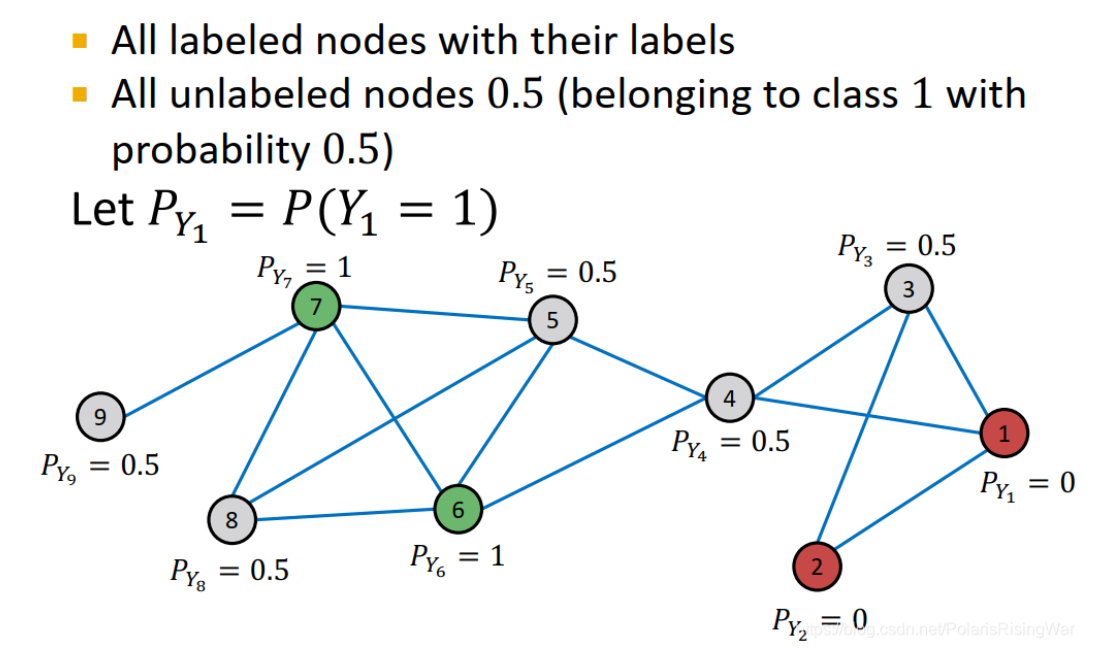 ▪ All labeled nodes with their labels
▪ All unlabeled nodes 0.5 (belonging to class 1 with
probability 0.5)
Let P_{Y_1} = P(Y_1 = 1)
P_{Y_3} = 0.5
P_{Y_7} = 1
P_{Y_5} = 0.5
3
7
5
4
9
1
P_{Y_4} = 0.5
P_{Y_9} = 0.5
P_{Y_1} = 0
6
8
P_{Y_6} = 1
2
P_{Y_8} = 0.5
P_{Y_2} = 0
https://blog.csdn.net/PolarisRisingWar